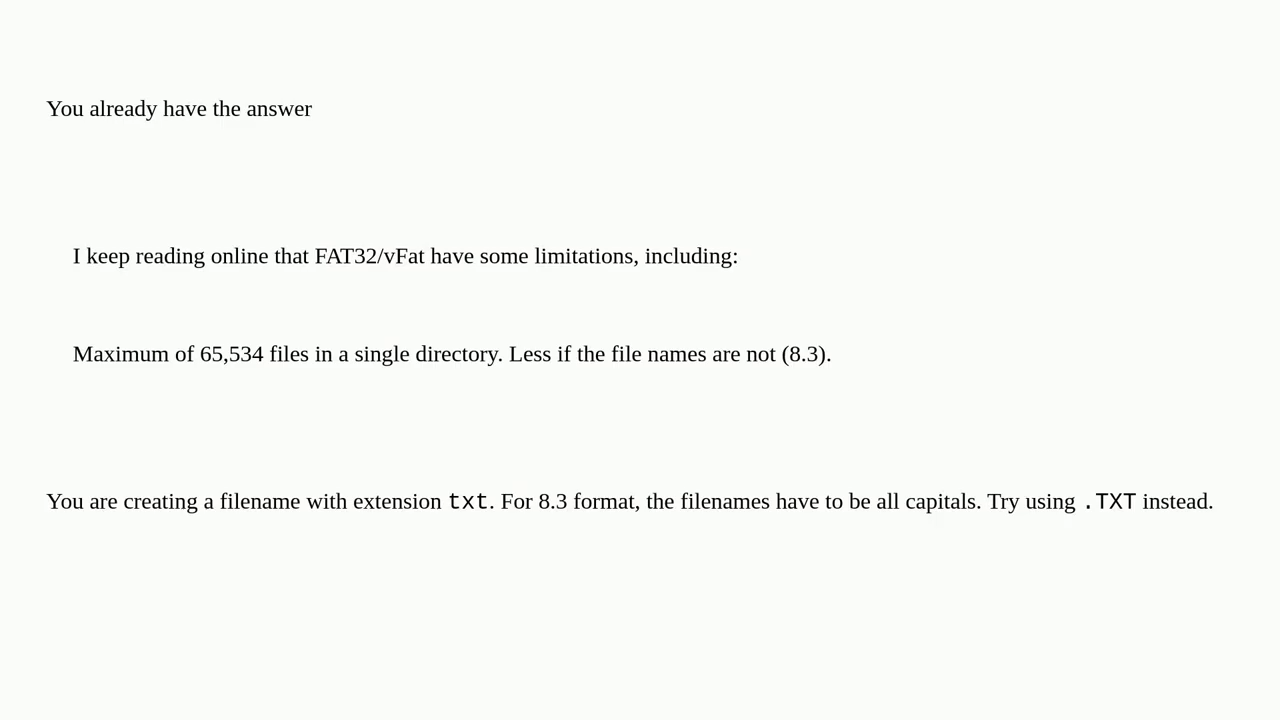 You already have the answer
I keep reading online that FAT32/vFat have some limitations, including:
Maximum of 65,534 files in a single directory. Less if the file names are not (8.3).
You are creating a filename with extension txt. For 8.3 format, the filenames have to be all capitals. Try using .TXT instead.